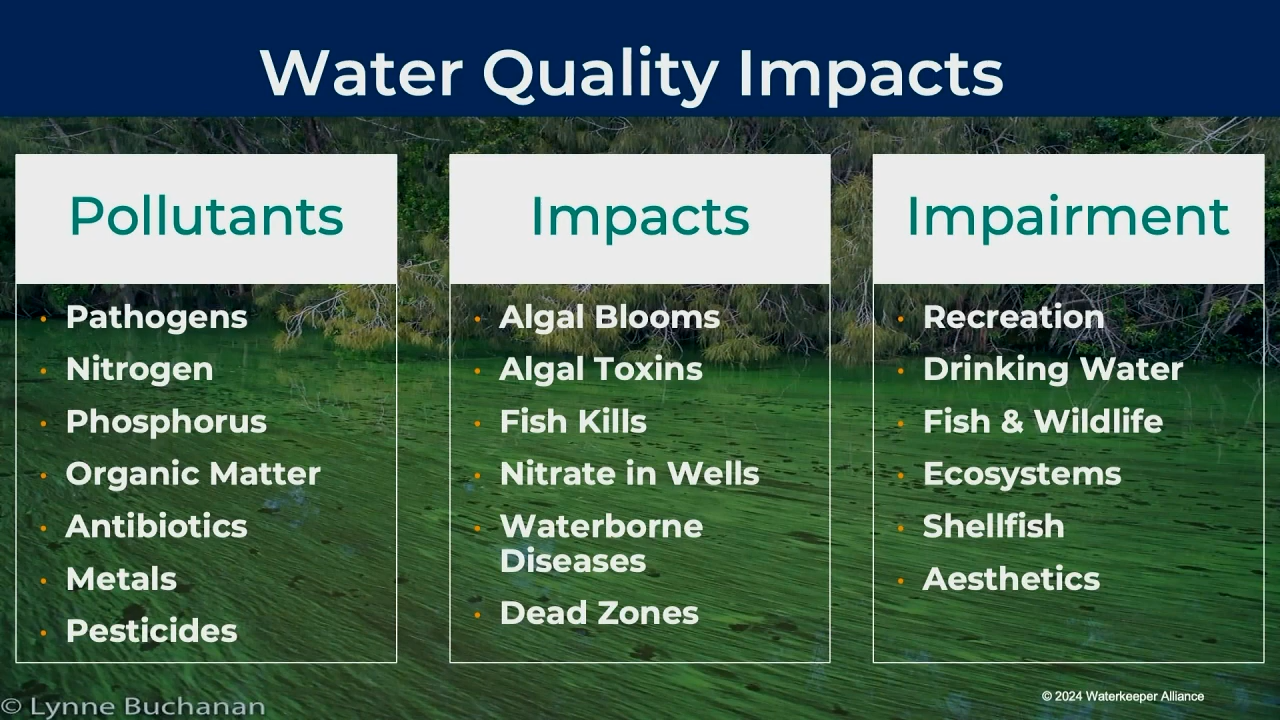 Water Quality Impacts
Pollutants
Pathogens
Nitrogen
Phosphorus
Organic Matter
Antibiotics
Metals
Pesticides
Impacts
Algal Blooms
Algal Toxins
Fish Kills
Nitrate in Wells
Waterborne
Diseases
Dead Zones
Impairment
Recreation
Drinking Water
Fish & Wildlife
Ecosystems
Shellfish
Aesthetics
© Lynne Buchanan
© 2024 Waterkeeper Alliance